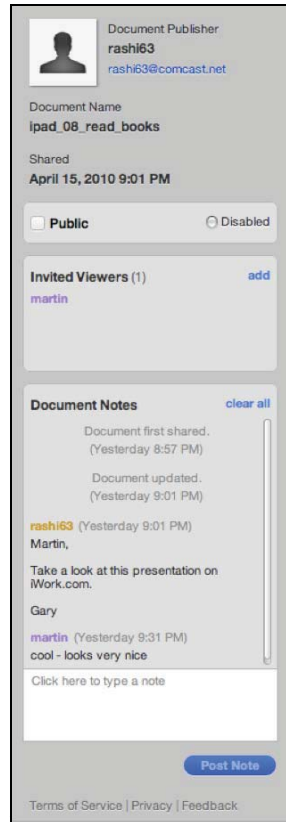 Document Publisher
rashi63
rashi63@comcast.net
Document Name
ipad_08_read_books
Shared
April 15, 2010 9:01 PM
Public
Disabled
Invited Viewers (1)
add
martin
Document Notes
clear all
Document first shared.
(Yesterday 8:57 PM)
Document updated.
(Yesterday 9:01 PM)
rashi63 (Yesterday 9:01 PM)
Martin,
Take a look at this presentation on
iWork.com.
Gary
martin (Yesterday 9:31 PM)
cool - looks very nice
Click here to type a note
Post Note
Terms of Service | Privacy | Feedback